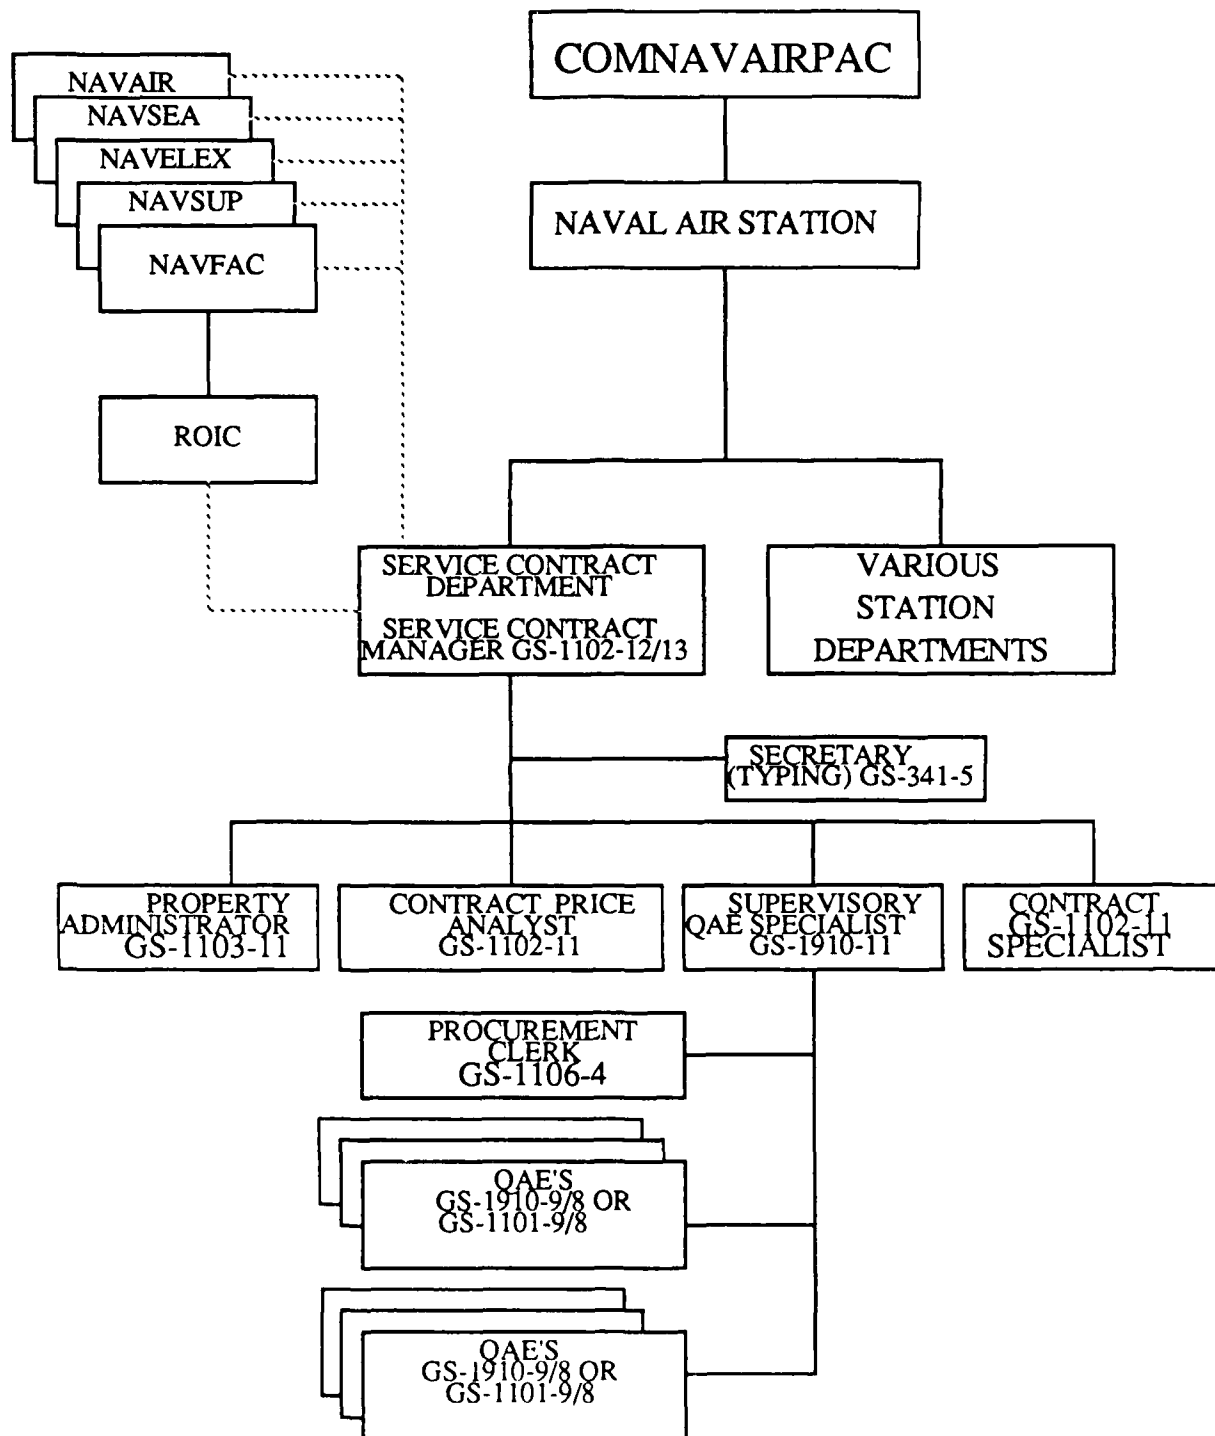 COMNAVAIRPAC
NAVAIR
NAVSEA
NAVELEX
NAVSUP
NAVFAC
NAVAL AIR STATION
ROIC
SERVICE CONTRACT
DEPARTMENT
SERVICE CONTRACT
MANAGER GS-1102-12/13
VARIOUS
STATION
DEPARTMENTS
SECRETARY
(TYPING) GS-341-5
PROPERTY
ADMINISTRATOR
GS-1103-11
CONTRACT PRICE
ANALYST
GS-1102-11
SUPERVISORY
QAE SPECIALIST
GS-1910-11
CONTRACT
GS-1102-11
SPECIALIST
PROCUREMENT
CLERK
GS-1106-4
QAE'S
GS-1910-9/8 OR
GS-1101-9/8
QAE'S
GS-1910-9/8 OR
GS-1101-9/8